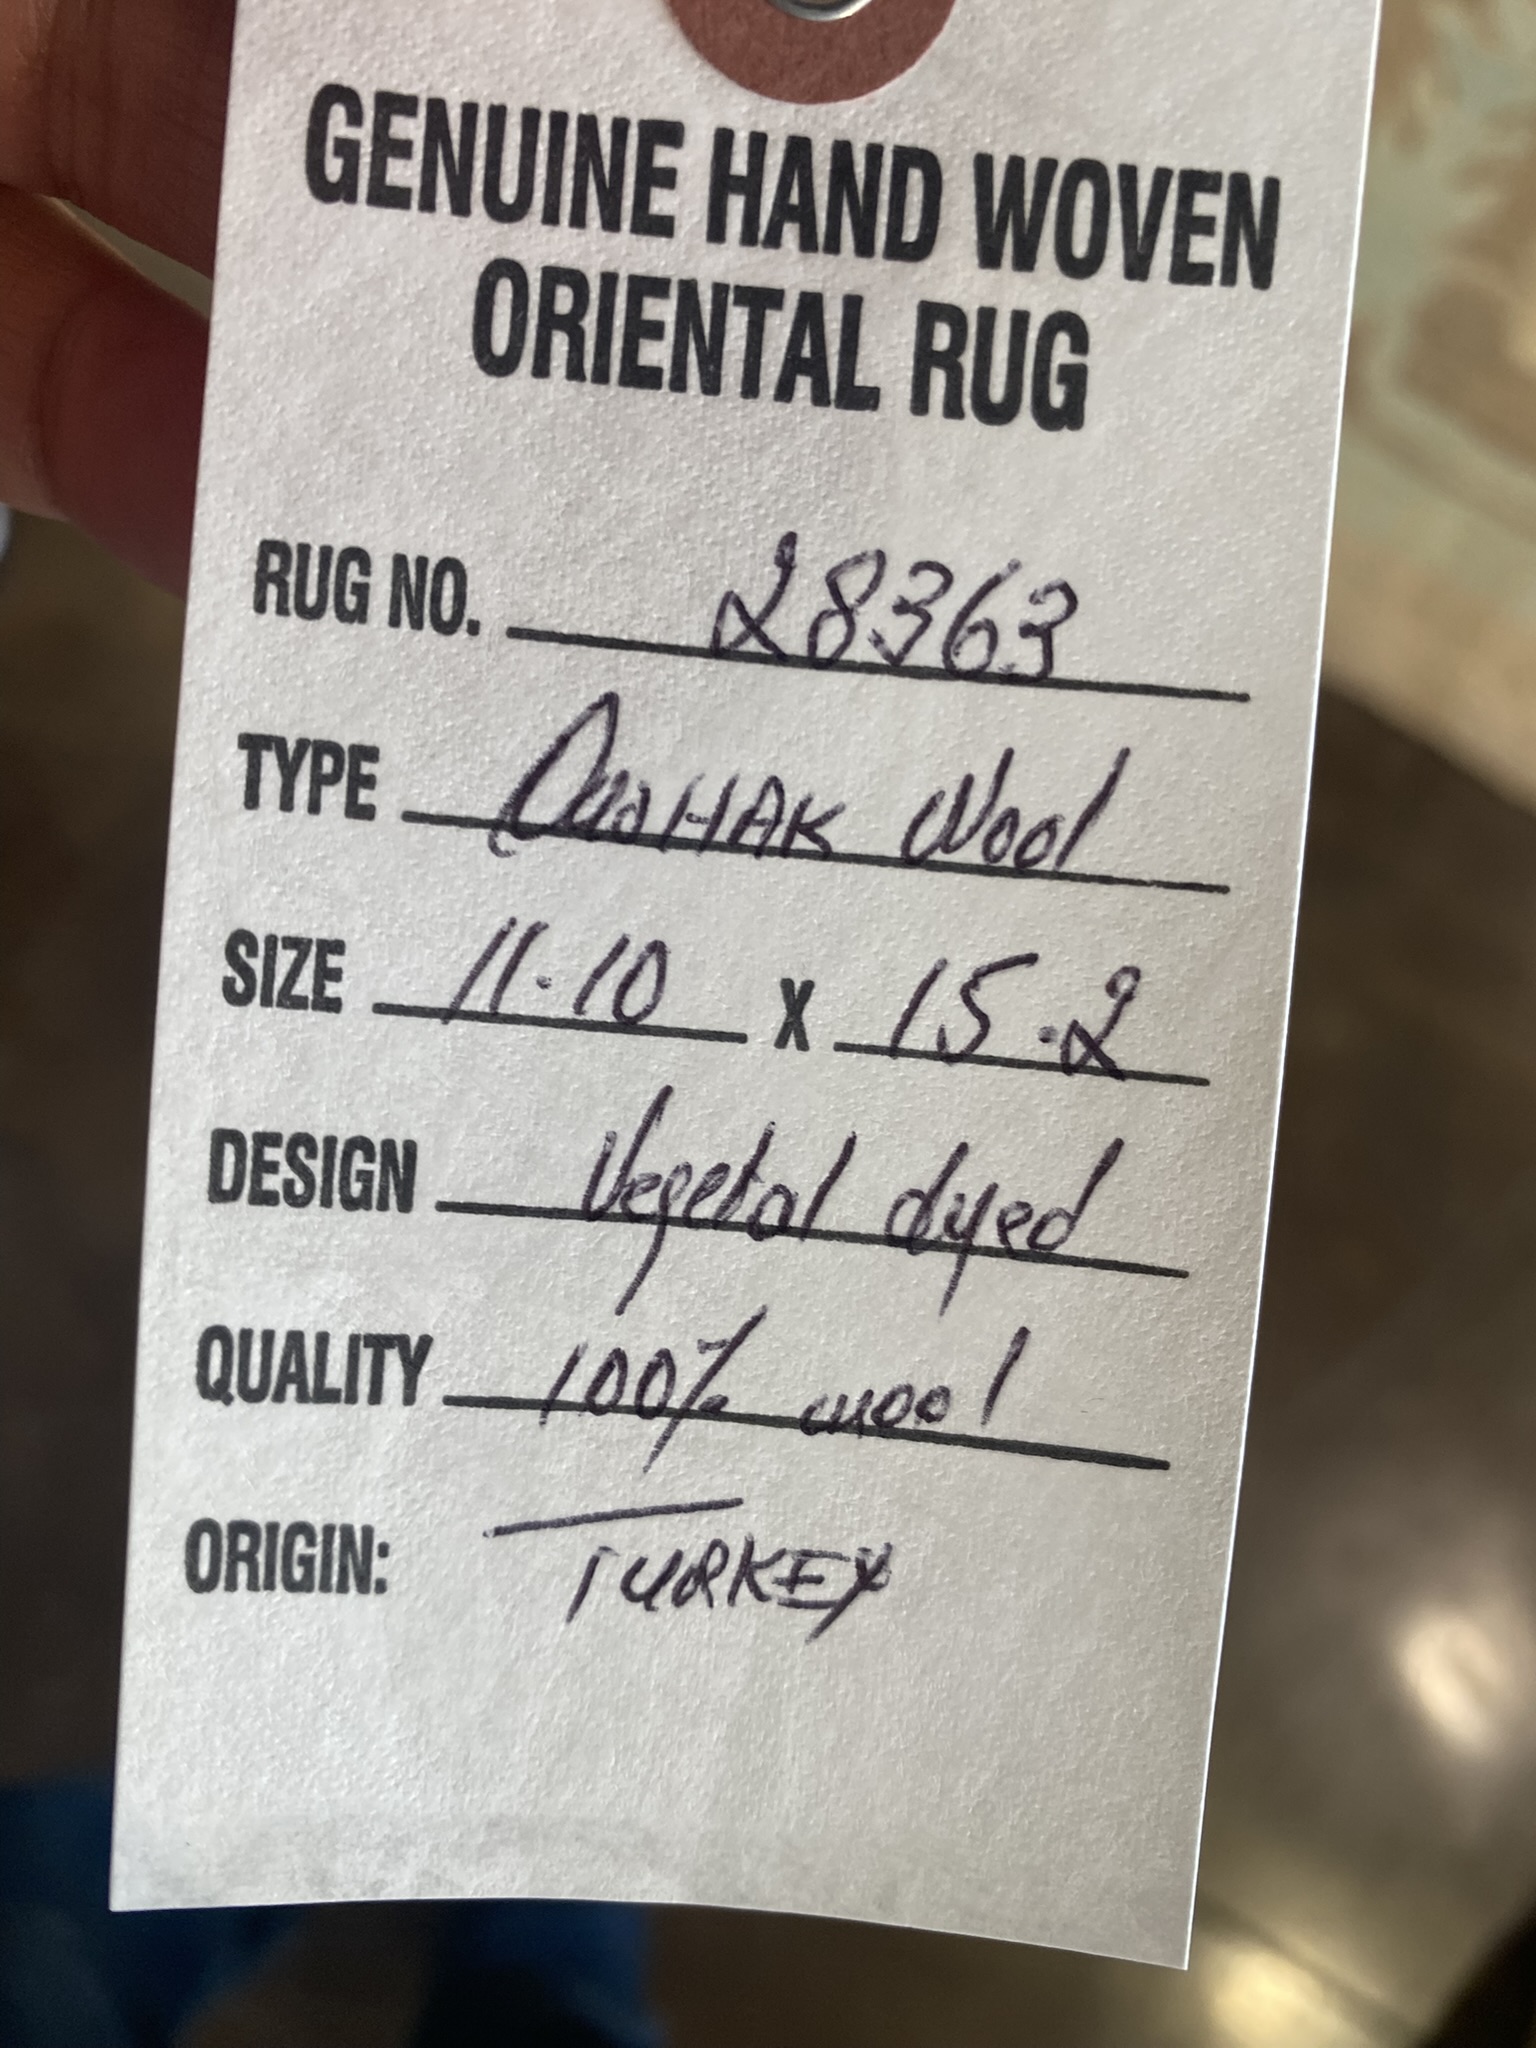 GENUINE HAND WOVEN
ORIENTAL RUG
RUG NO. 28363
TYPE Wool
SIZE 11.10 X 15.2
DESIGN Vegetal dyed
QUALITY 100% wool
ORIGIN: TURKEY